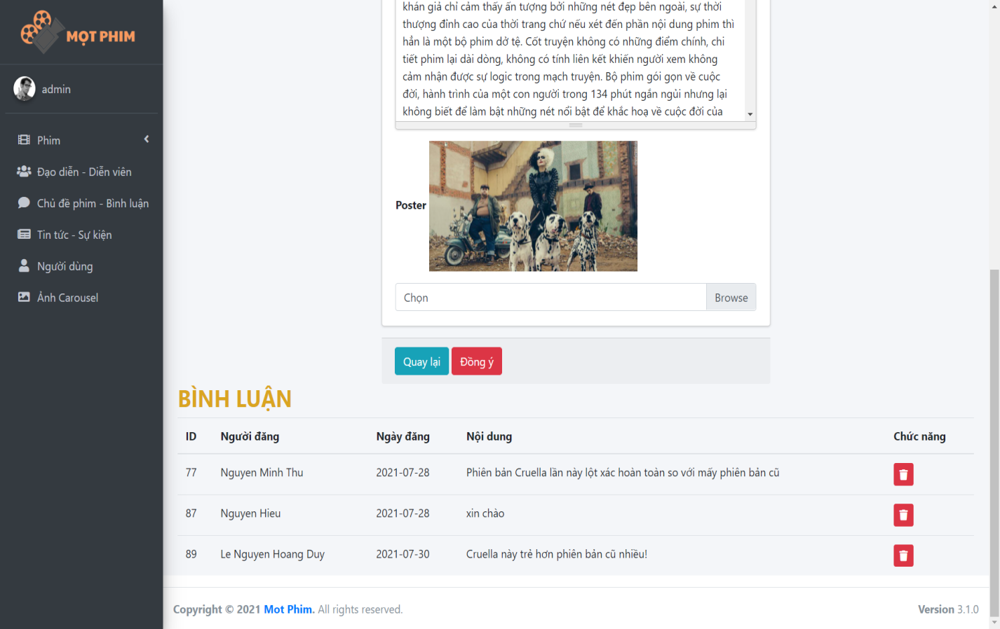 MỌT PHIM
admin
Phim
Đạo diễn - Diễn viên
Chủ đề phim - Bình luận
Tin tức - Sự kiện
Người dùng
Ảnh Carousel
khán giả chỉ cảm thấy ấn tượng bởi những nét đẹp bên ngoài, sự thời
thượng đỉnh cao của thời trang chứ nếu xét đến phần nội dung phim thì
hẳn là một bộ phim dở tệ. Cốt truyện không có những điểm chính, chi
tiết phim lại dài dòng, không có tính liên kết khiến người xem không
cảm nhận được sự logic trong mạch truyện. Bộ phim gói gọn về cuộc
đời, hành trình của một con người trong 134 phút ngắn ngủi nhưng lại
không biết để làm bật những nét nổi bật để khắc hoạ về cuộc đời của
Poster
Chọn Browse
Quay lại Đồng ý
BÌNH LUẬN
ID Người đăng Ngày đăng Nội dung Chức năng
77 Nguyen Minh Thu 2021-07-28 Phiên bản Cruella lần này lột xác hoàn toàn so với mấy phiên bản cũ
87 Nguyen Hieu 2021-07-28 xin chào
89 Le Nguyen Hoang Duy 2021-07-30 Cruella này trẻ hơn phiên bản cũ nhiều!
Copyright © 2021 Mot Phim. All rights reserved. Version 3.1.0